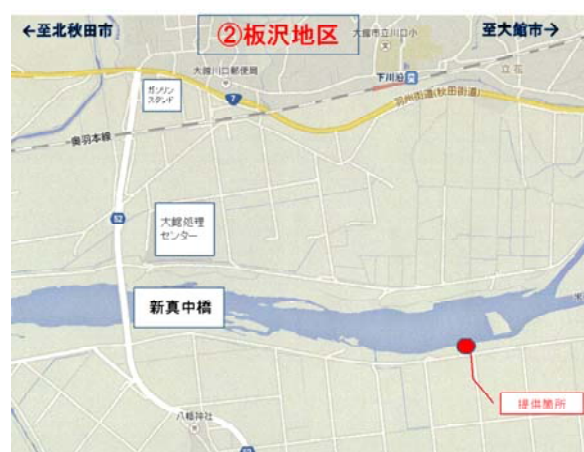 ←至北秋田市
②板沢地区
大館市立川口小
至大館市→
大館川口郵便局
下川沿
立花
ガソリン
スタンド
7
羽州街道(秋田街道)
奥羽本線
52
大館処理
センター
新真中橋
提供箇所
八幡神社
52